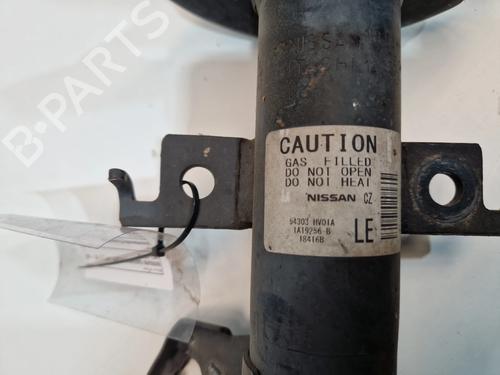 B-PARTS
CAUTION
GAS FILLED
DO NOT OPEN
DO NOT HEAT
NISSAN CZ
54303 HV01A
1A19256-B
18416B
LE